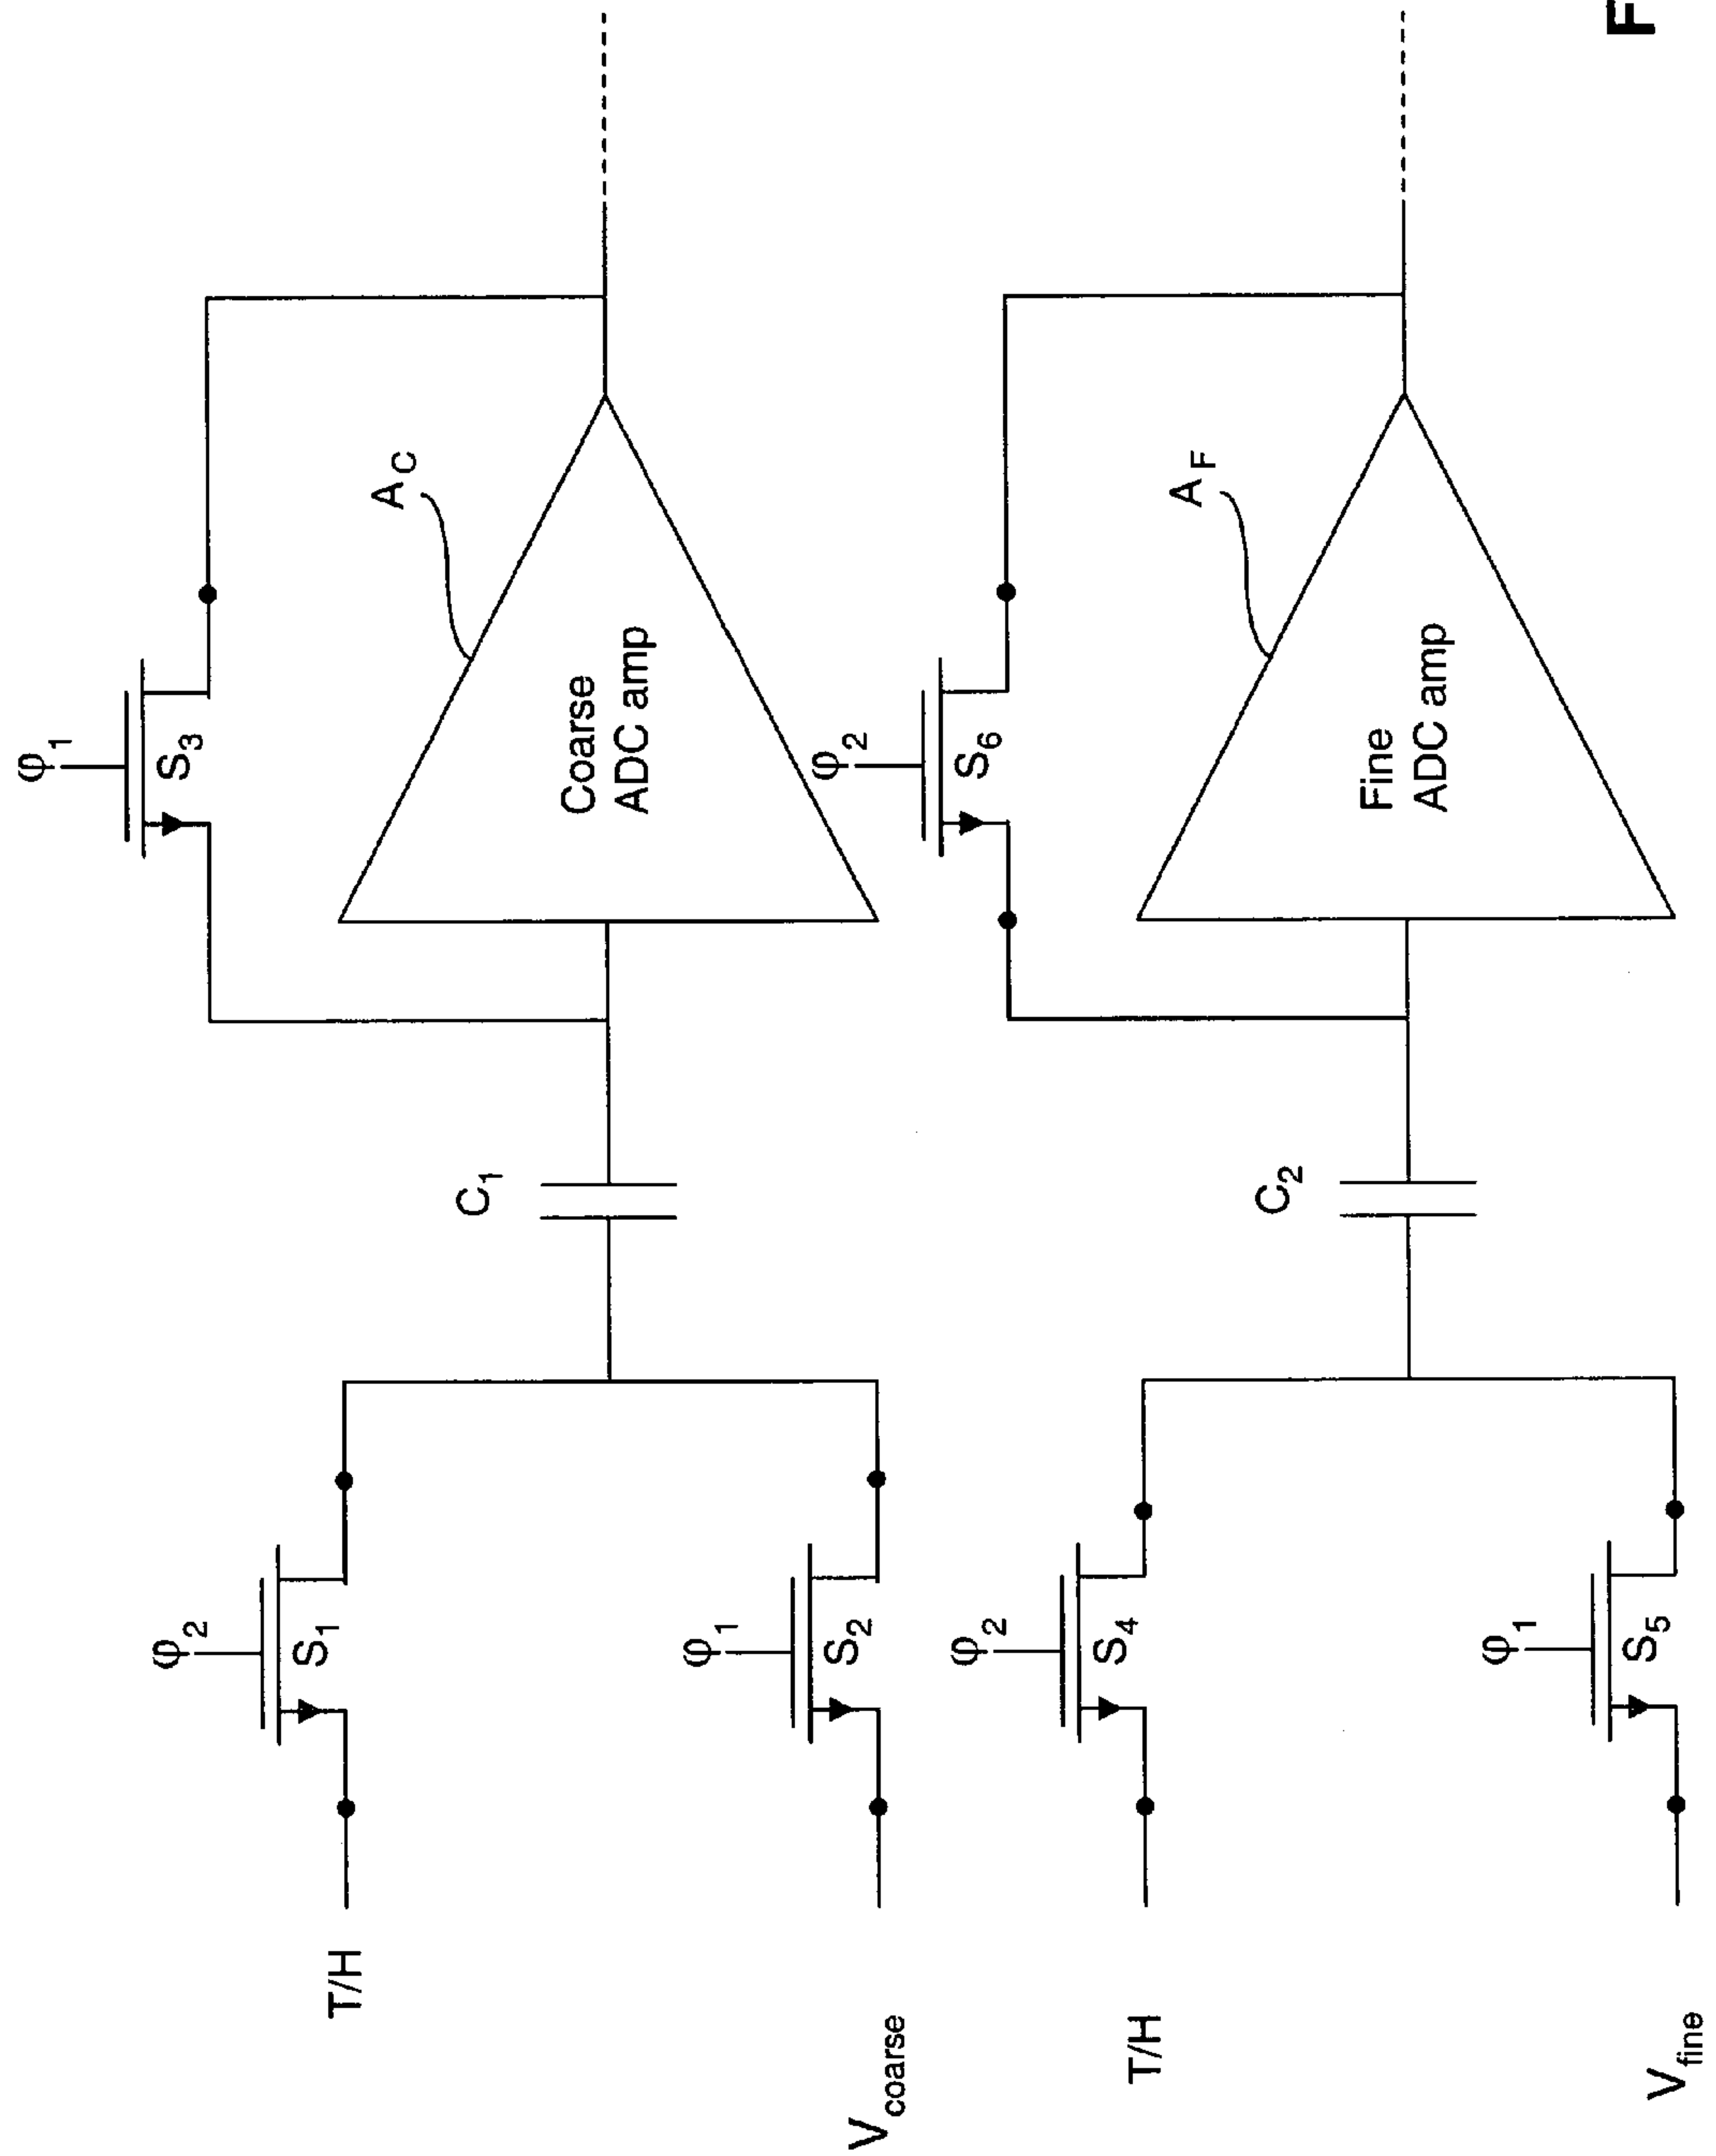 φ1
S3
AC
φ2
S1
T/H
C1
Coarse
ADC amp
φ1
S2
Vcoarse
φ2
S6
AF
φ2
S4
T/H
C2
Fine
ADC amp
φ1
S5
Vfine
F